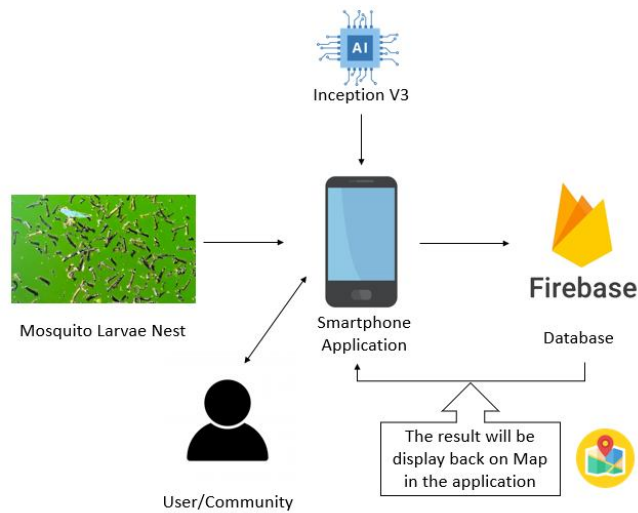 AI
Inception V3
Mosquito Larvae Nest
Smartphone
Application
Firebase
Database
User/Community
The result will be
display back on Map
in the application